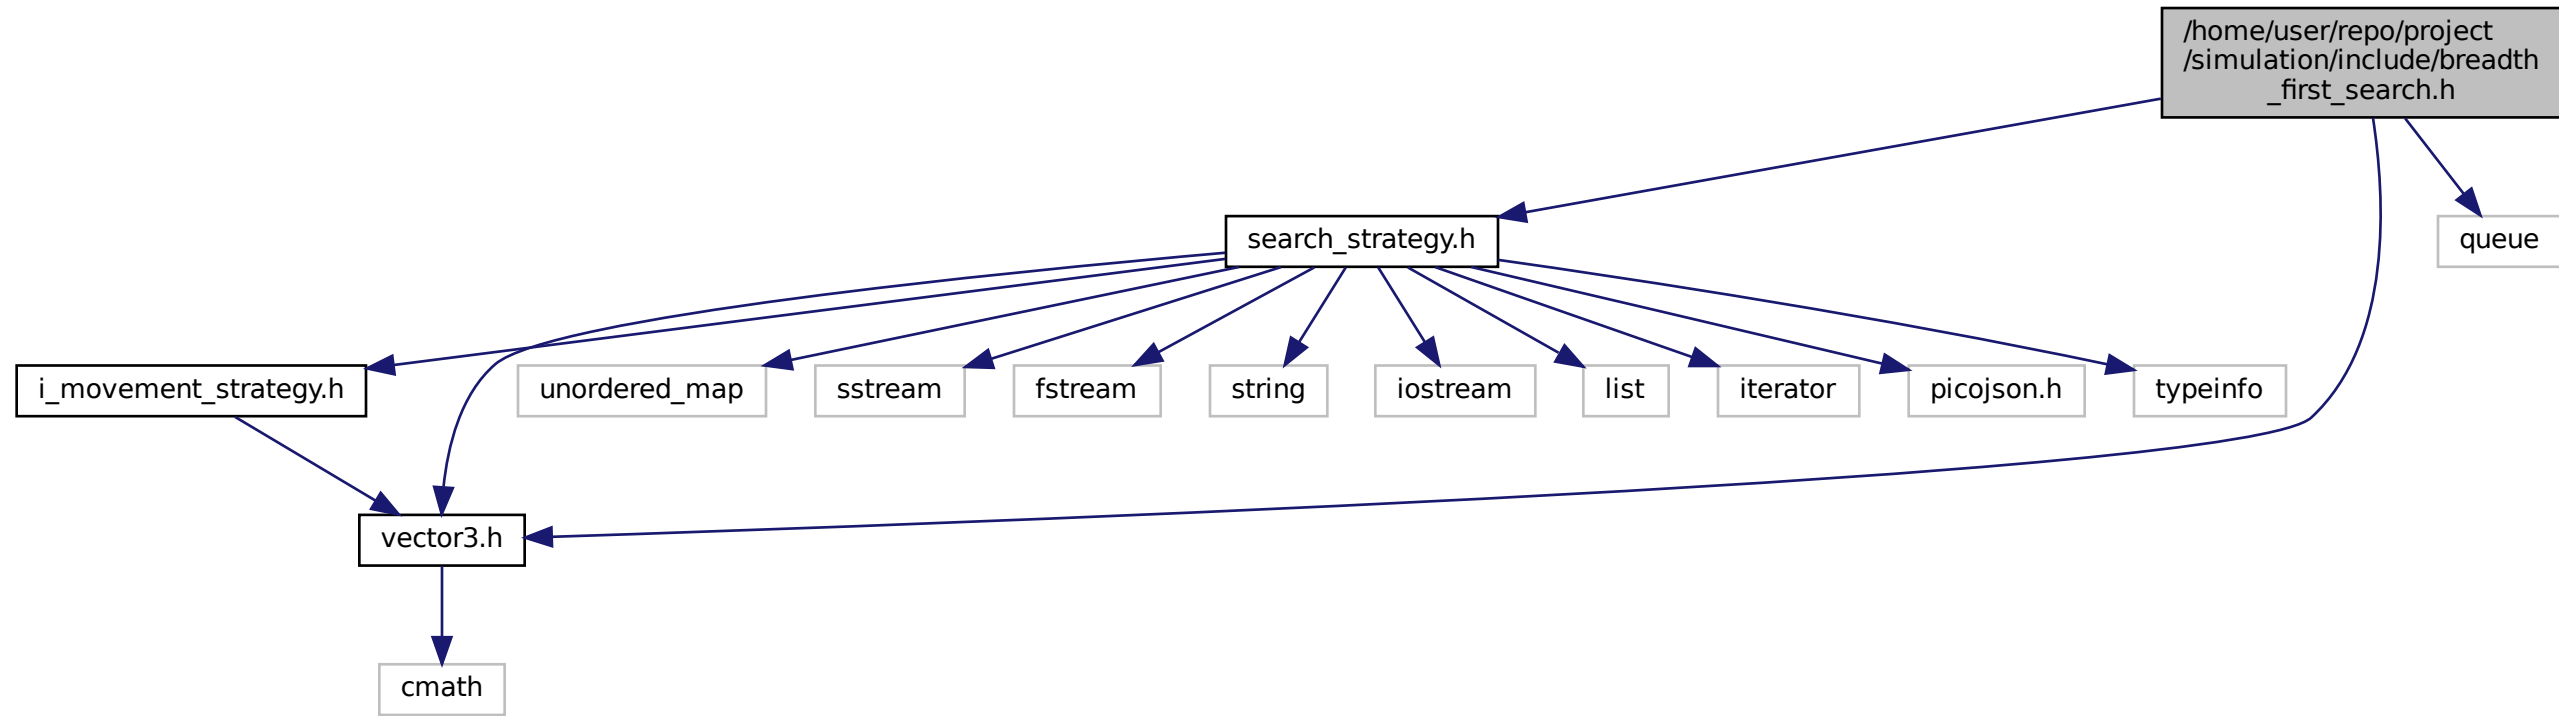 /home/user/repo/project
/simulation/include/breadth
_first_search.h
search_strategy.h
queue
i_movement_strategy.h
unordered_map
sstream
fstream
string
iostream
list
iterator
picojson.h
typeinfo
vector3.h
cmath